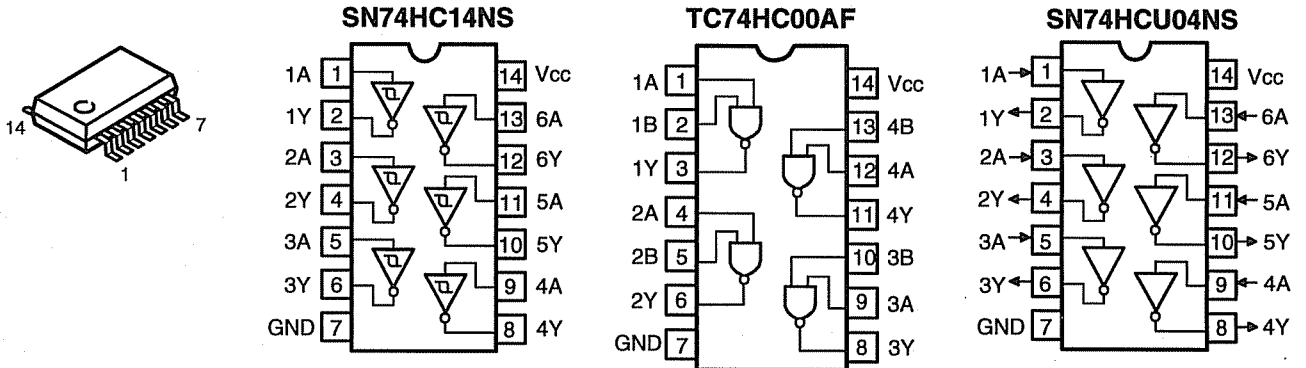 SN74HC14NS
TC74HC00AF
SN74HCU04NS
14
7
1
1A 1
1Y 2
2A 3
2Y 4
3A 5
3Y 6
GND 7
14 Vcc
13 6A
12 6Y
11 5A
10 5Y
9 4A
8 4Y
1A 1
1B 2
1Y 3
2A 4
2B 5
2Y 6
GND 7
14 Vcc
13 4B
12 4A
11 4Y
10 3B
9 3A
8 3Y
1A 1
1Y 2
2A 3
2Y 4
3A 5
3Y 6
GND 7
14 Vcc
13 6A
12 6Y
11 5A
10 5Y
9 4A
8 4Y